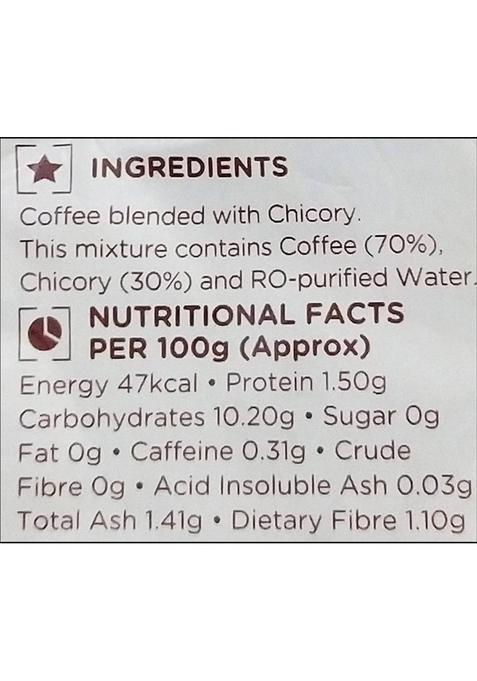 INGREDIENTS
Coffee blended with Chicory.
This mixture contains Coffee (70%),
Chicory (30%) and RO-purified Water.
NUTRITIONAL FACTS
PER 100g (Approx)
Energy 47kcal • Protein 1.50g
Carbohydrates 10.20g • Sugar 0g
Fat 0g • Caffeine 0.31g • Crude
Fibre 0g • Acid Insoluble Ash 0.03g
Total Ash 1.41g • Dietary Fibre 1.10g